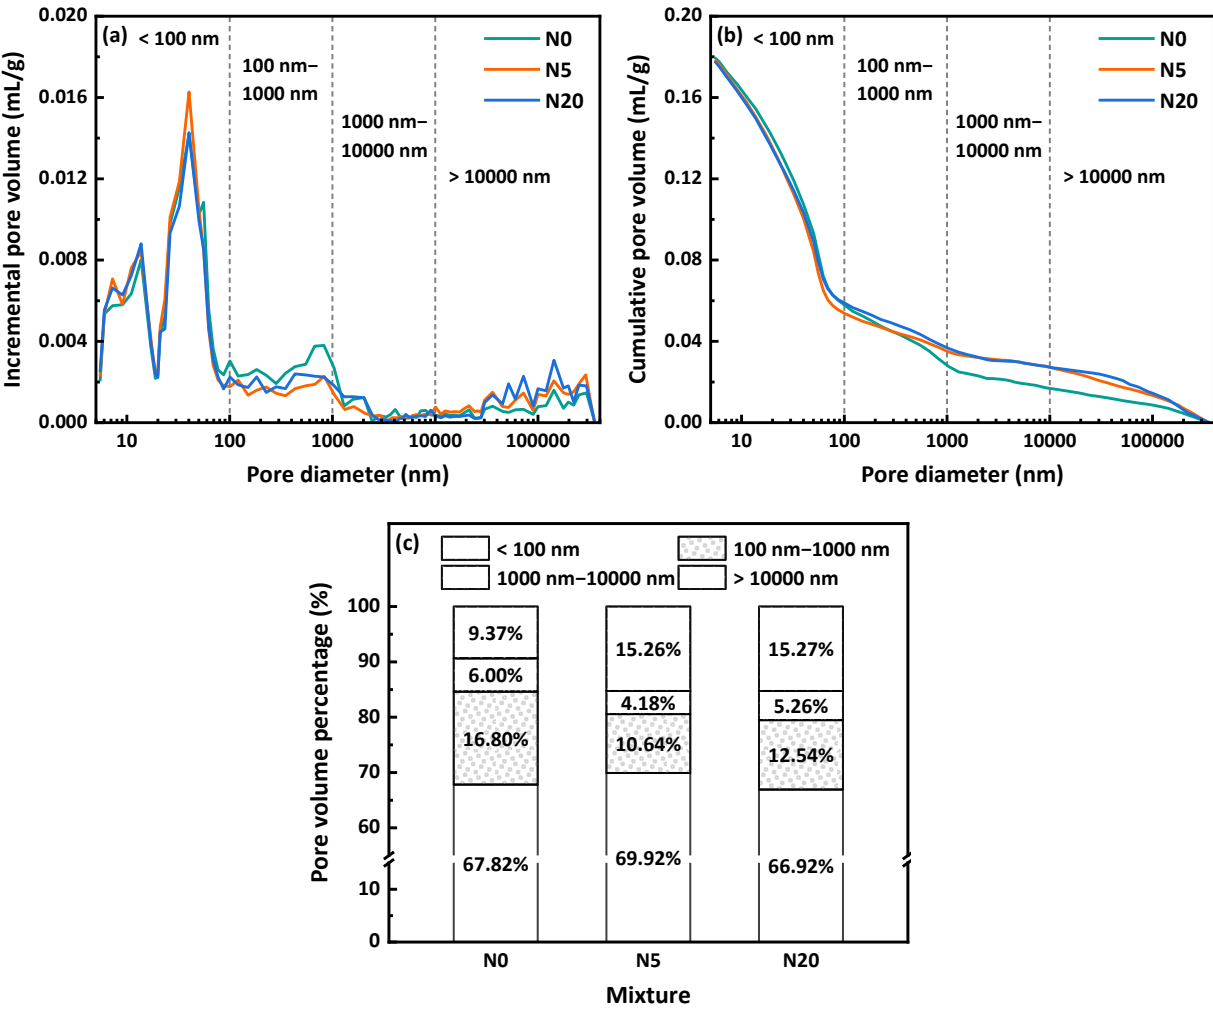 (a)
< 100 nm
100 nm–
1000 nm
1000 nm–
10000 nm
> 10000 nm
N0
N5
N20
0.020
0.016
0.012
0.008
0.004
0.000
Incremental pore volume (mL/g)
10
100
1000
10000
100000
Pore diameter (nm)
(b)
< 100 nm
100 nm–
1000 nm
1000 nm–
10000 nm
> 10000 nm
N0
N5
N20
0.20
0.16
0.12
0.08
0.04
0.00
Cumulative pore volume (mL/g)
10
100
1000
10000
100000
Pore diameter (nm)
(c)
< 100 nm
100 nm–1000 nm
1000 nm–10000 nm
> 10000 nm
Pore volume percentage (%)
100
90
80
70
60
10
0
9.37%
6.00%
16.80%
67.82%
15.26%
4.18%
10.64%
69.92%
15.27%
5.26%
12.54%
66.92%
N0
N5
N20
Mixture